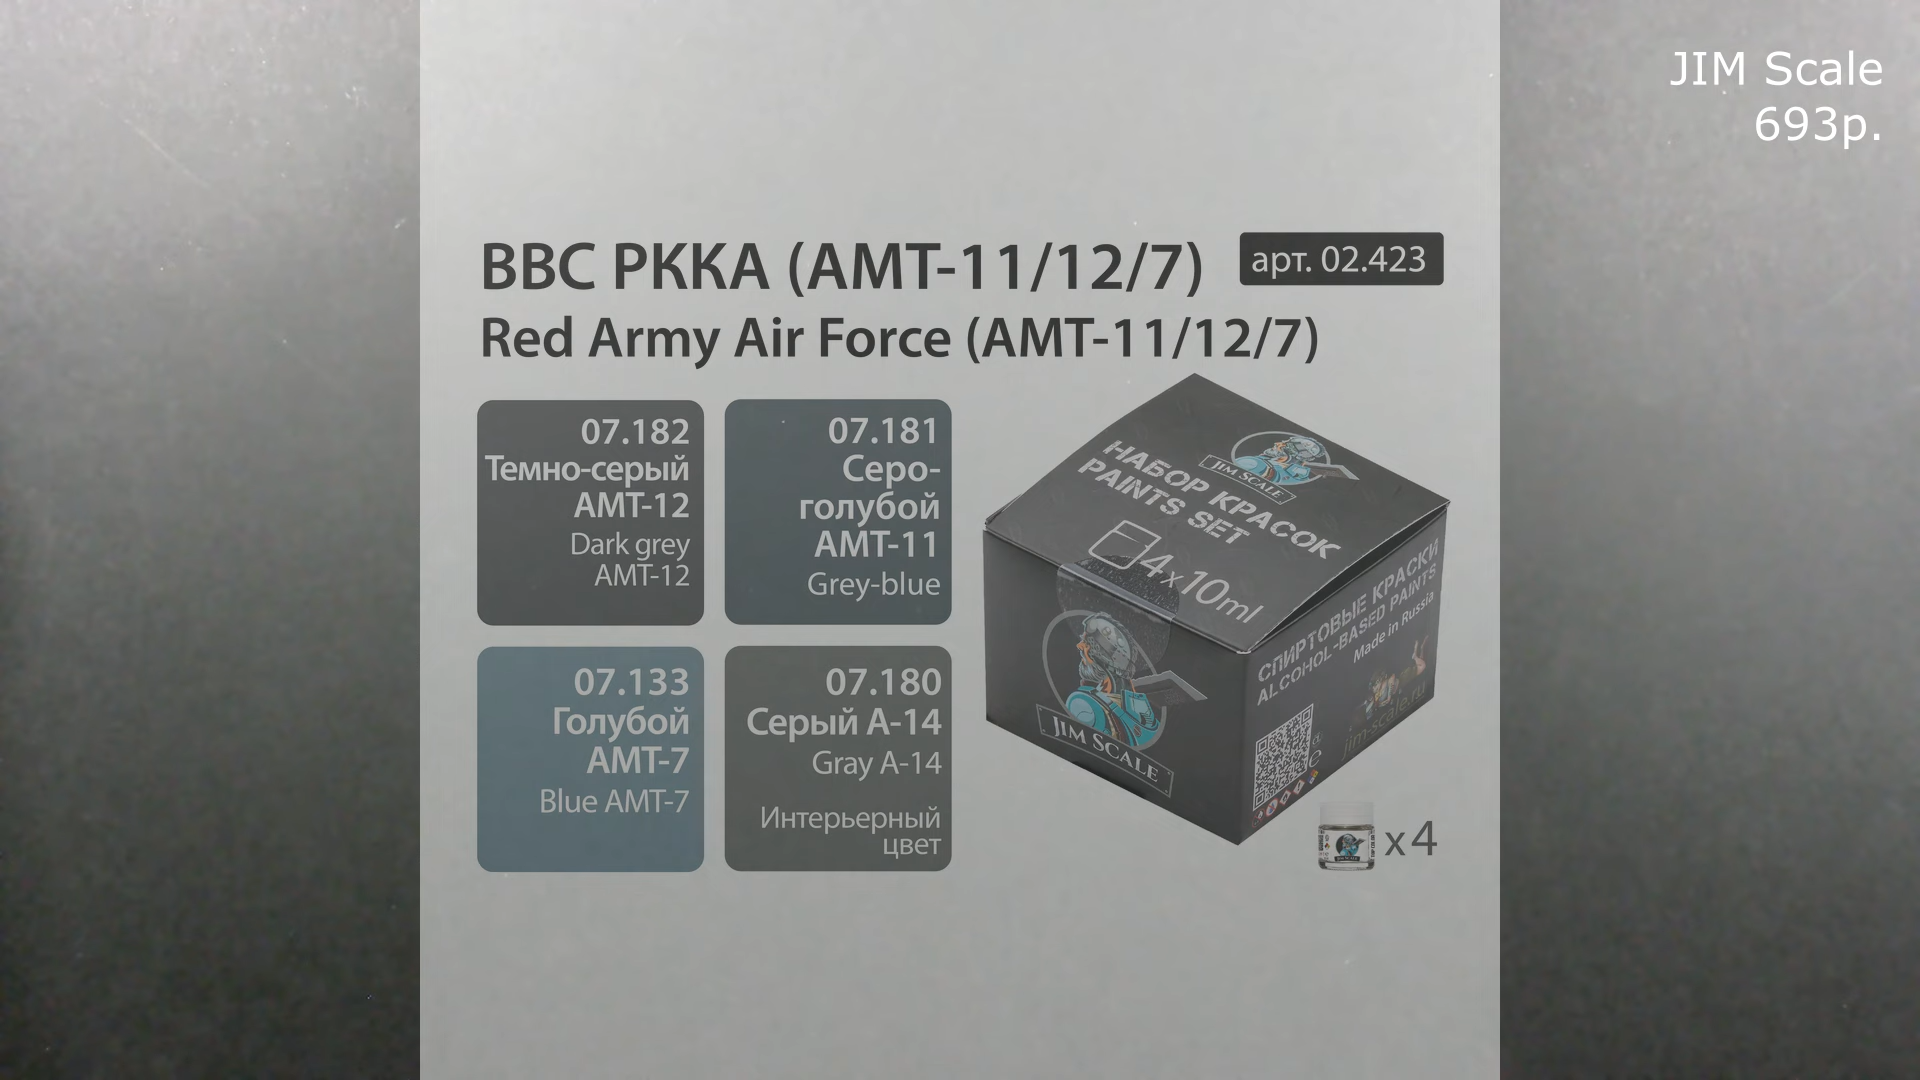 JIM Scale
693р.
ВВС РККА (АМТ-11/12/7)
арт. 02.423
Red Army Air Force (AMT-11/12/7)
07.182
Темно-серый
АМТ-12
Dark grey
AMT-12
07.181
Серо-
голубой
АМТ-11
Grey-blue
07.133
Голубой
АМТ-7
Blue AMT-7
07.180
Серый А-14
Gray A-14
Интерьерный
цвет
JIM SCALE
НАБОР КРАСОК
PAINTS SET
4x10ml
JIM SCALE
СПИРТОВЫЕ КРАСКИ
ALCOHOL-BASED PAINTS
Made in Russia
jim-scale.ru
x4